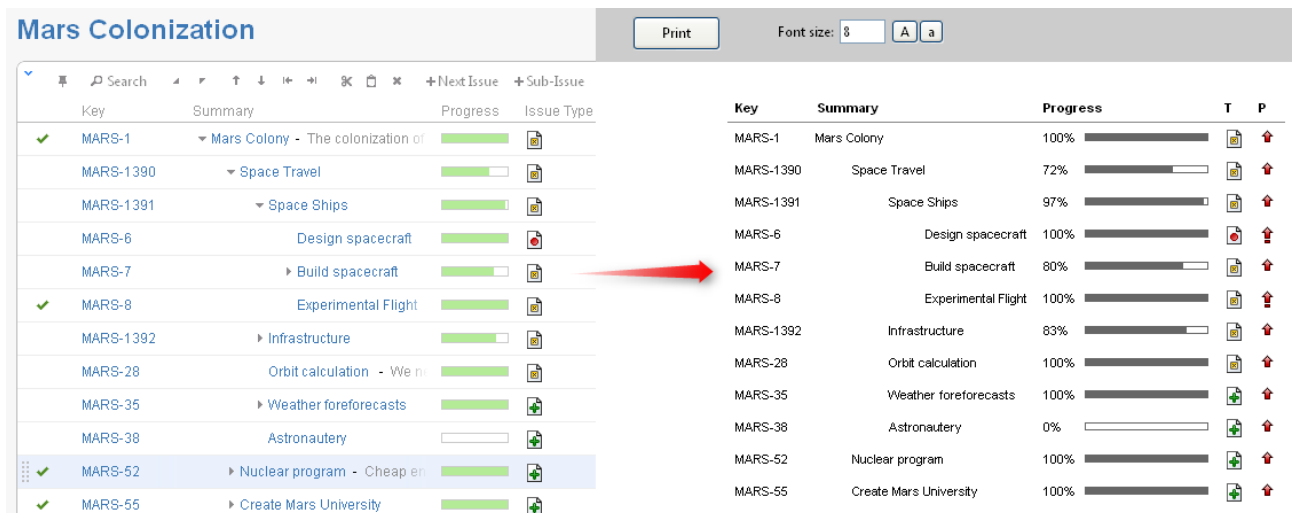 Mars Colonization
Print Font size: 8 A a
Search +Next Issue +Sub-Issue
Key Summary Progress Issue Type
MARS-1 Mars Colony - The colonization of
MARS-1390 Space Travel
MARS-1391 Space Ships
MARS-6 Design spacecraft
MARS-7 Build spacecraft
MARS-8 Experimental Flight
MARS-1392 Infrastructure
MARS-28 Orbit calculation - We n
MARS-35 Weather foreforecasts
MARS-38 Astronautery
MARS-52 Nuclear program - Cheap en
MARS-55 Create Mars University
Key Summary Progress T P
MARS-1 Mars Colony 100%
MARS-1390 Space Travel 72%
MARS-1391 Space Ships 97%
MARS-6 Design spacecraft 100%
MARS-7 Build spacecraft 80%
MARS-8 Experimental Flight 100%
MARS-1392 Infrastructure 83%
MARS-28 Orbit calculation 100%
MARS-35 Weather foreforecasts 100%
MARS-38 Astronautery 0%
MARS-52 Nuclear program 100%
MARS-55 Create Mars University 100%